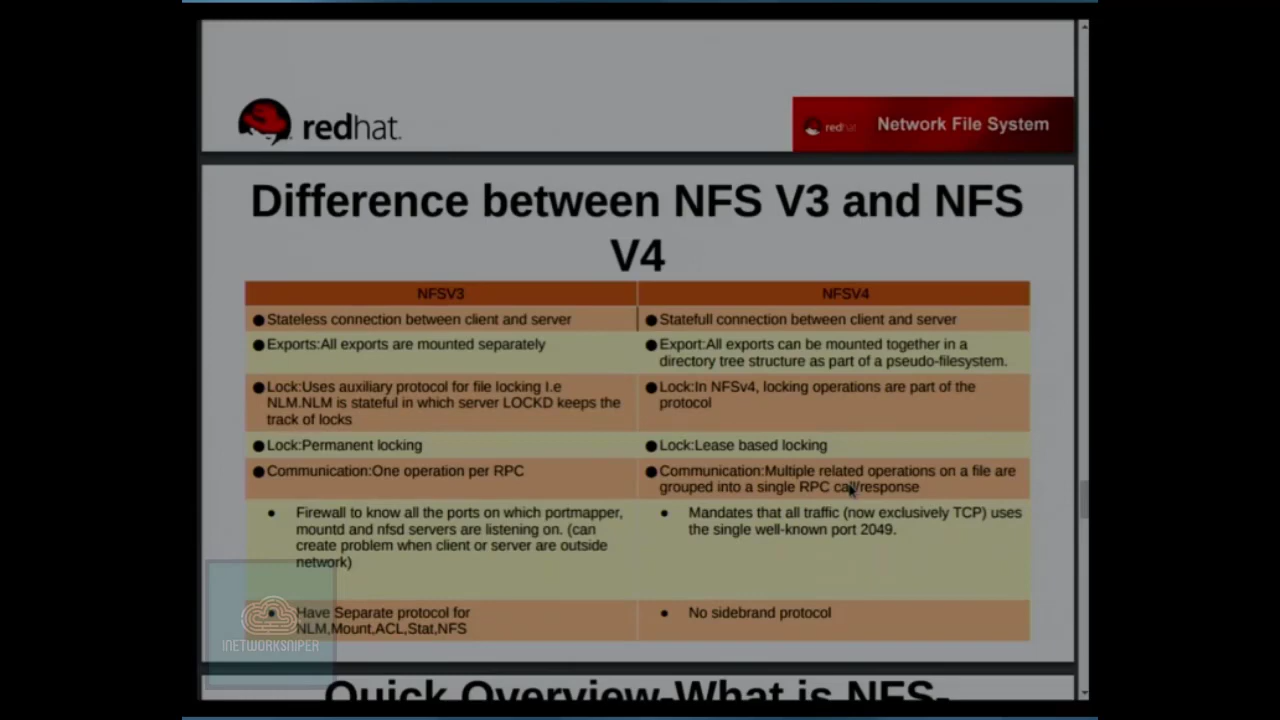 redhat.
redhat
Network File System
Difference between NFS V3 and NFS
V4
NFSV3
NFSV4
●Stateless connection between client and server
●Statefull connection between client and server
●Exports:All exports are mounted separately
●Export:All exports can be mounted together in a
directory tree structure as part of a pseudo-filesystem.
●Lock:Uses auxiliary protocol for file locking I.e
NLM.NLM is stateful in which server LOCKD keeps the
track of locks
●Lock:In NFSv4, locking operations are part of the
protocol
●Lock:Permanent locking
●Lock:Lease based locking
●Communication:One operation per RPC
●Communication:Multiple related operations on a file are
grouped into a single RPC call/response
• Firewall to know all the ports on which portmapper,
mountd and nfsd servers are listening on. (can
create problem when client or server are outside
network)
• Mandates that all traffic (now exclusively TCP) uses
the single well-known port 2049.
• Have Separate protocol for
NLM,Mount,ACL,Stat,NFS
• No sidebrand protocol
INETWORKSNIPER
Quick Overview-What is NFS-